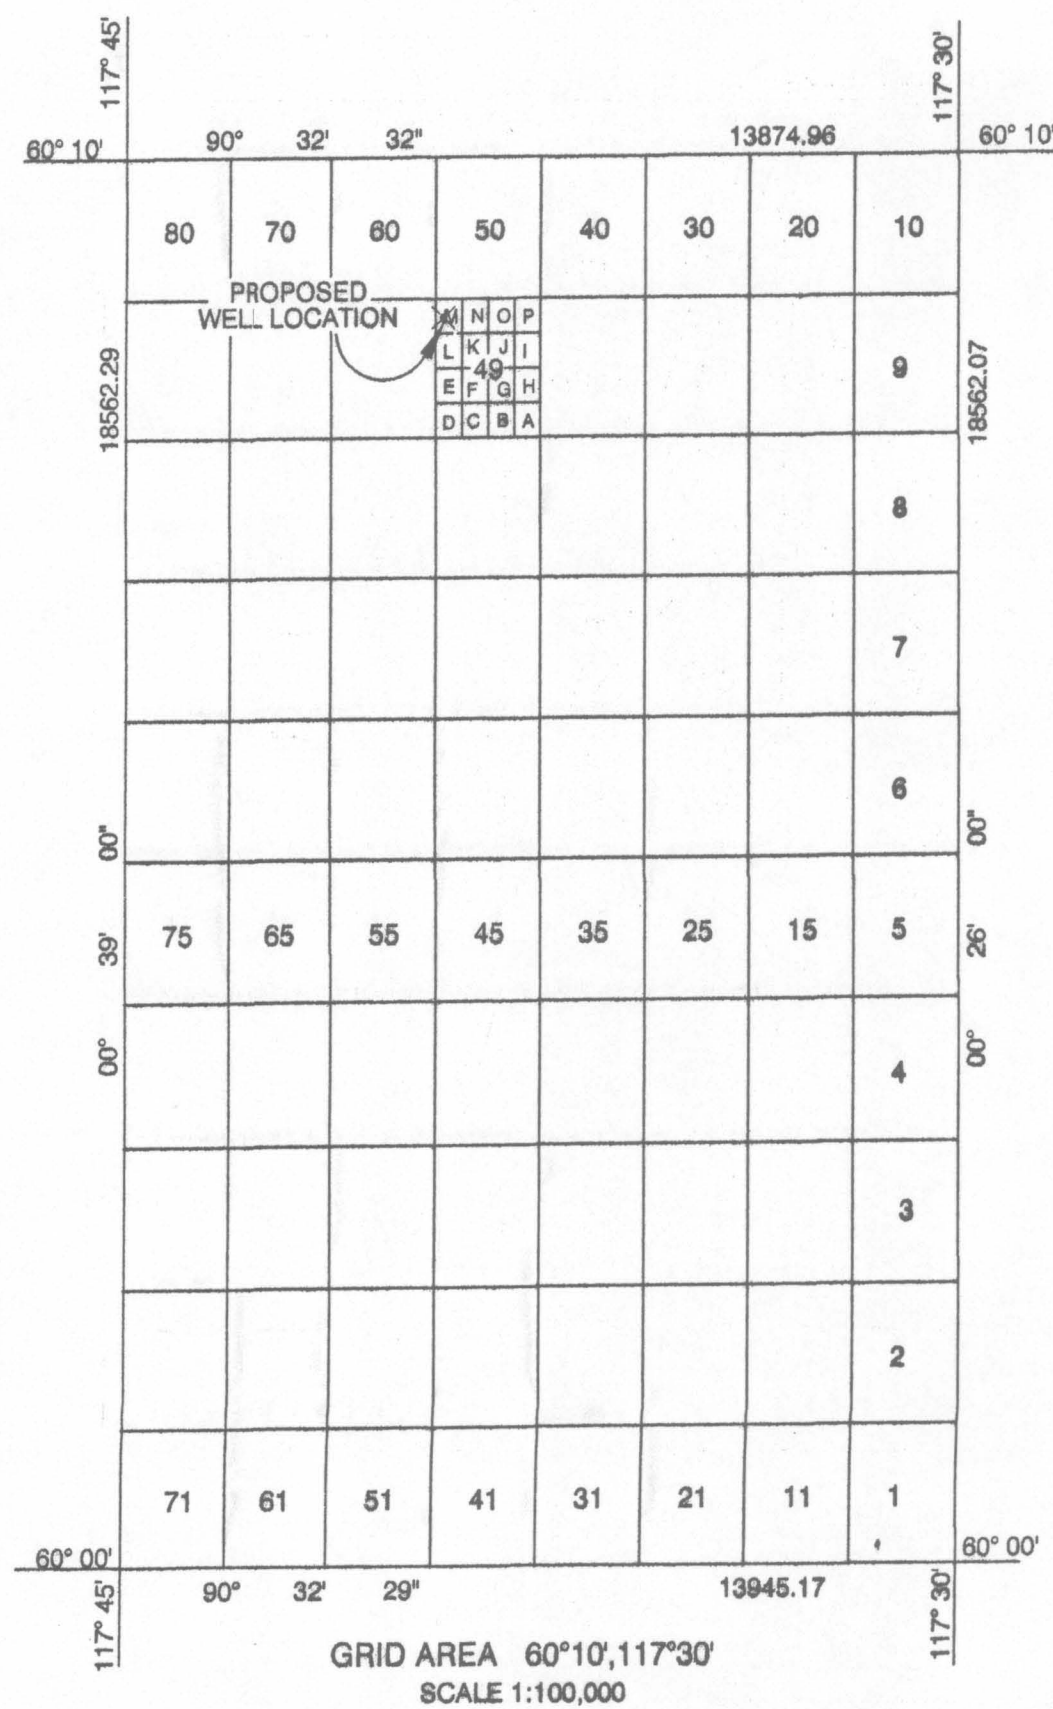 117° 45'
117° 30'
60° 10' 90° 32' 32" 13874.96 60° 10'
80 70 60 50 40 30 20 10
PROPOSED
WELL LOCATION
M N O P
L K J I
49
E F G H
D C B A
9
18562.29
18562.07
8
7
6
00"
00"
75 65 55 45 35 25 15 5
39'
26'
00°
00°
4
3
2
71 61 51 41 31 21 11 1
60° 00' 60° 00'
90° 32' 29" 13945.17
117° 45'
117° 30'
GRID AREA 60°10',117°30'
SCALE 1:100,000